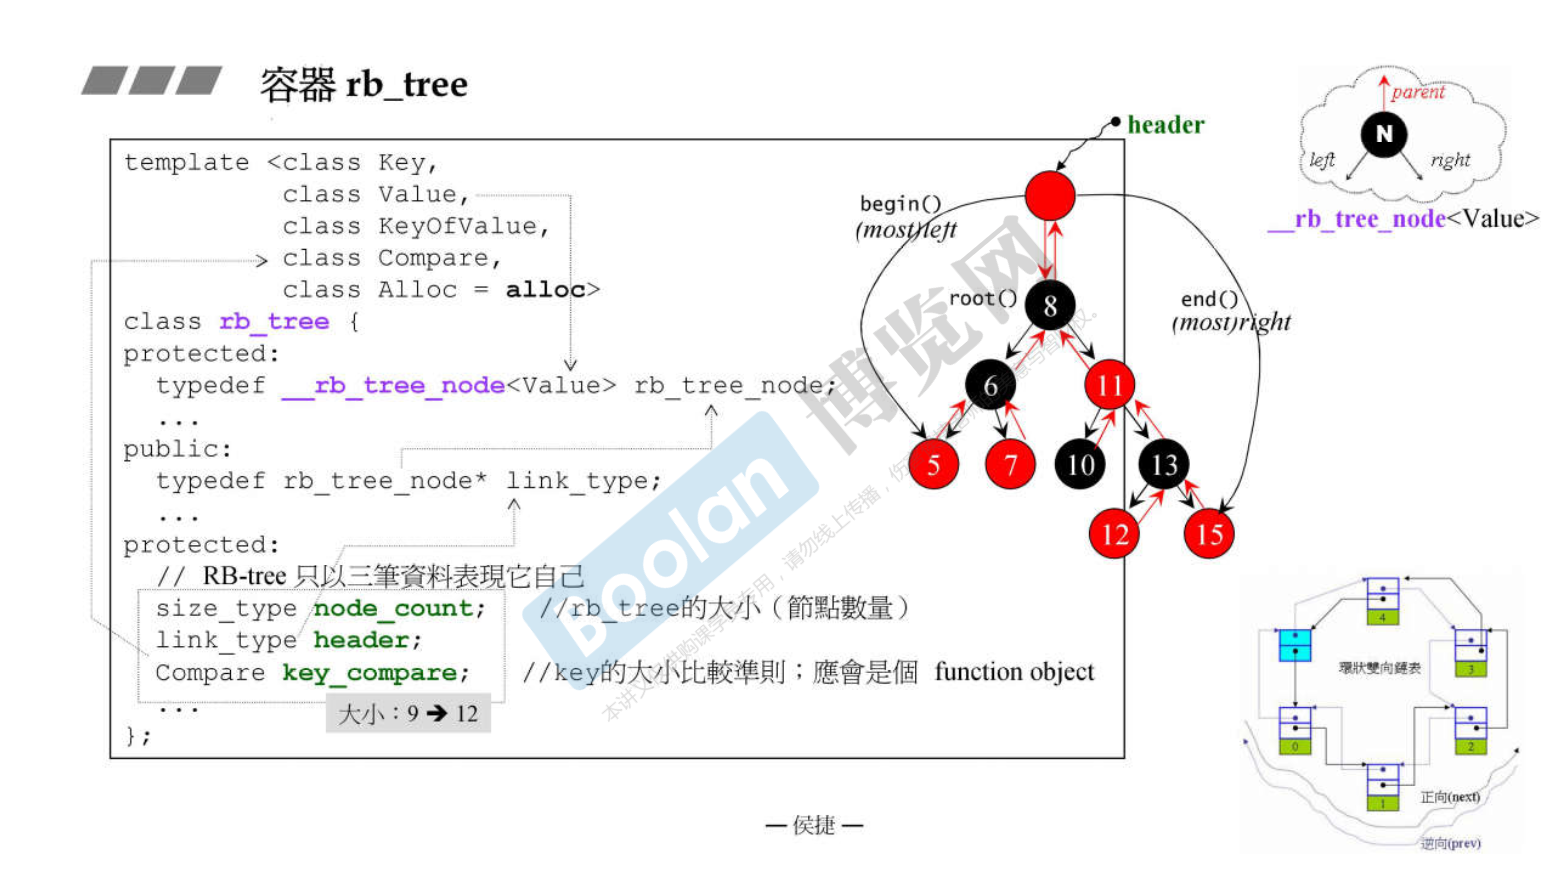 容器 rb_tree
template <class Key,
class Value,
class KeyOfValue,
class Compare,
class Alloc = alloc>
class rb_tree {
protected:
typedef __rb_tree_node<Value> rb_tree_node;
...
public:
typedef rb_tree_node* link_type;
...
protected:
// RB-tree 只以三筆資料表現它自己
size_type node_count; //rb_tree的大小（節點數量）
link_type header;
Compare key_compare; //key的大小比較準則；應會是個 function object
...
大小：9 ➔ 12
};
header
begin()
(most)left
root()
end()
(most)right
8
6
11
5
7
10
13
12
15
parent
N
left
right
__rb_tree_node<Value>
4
3
環狀雙向鏈表
0
2
1
正向(next)
逆向(prev)
Boolan
博览网
— 侯捷 —